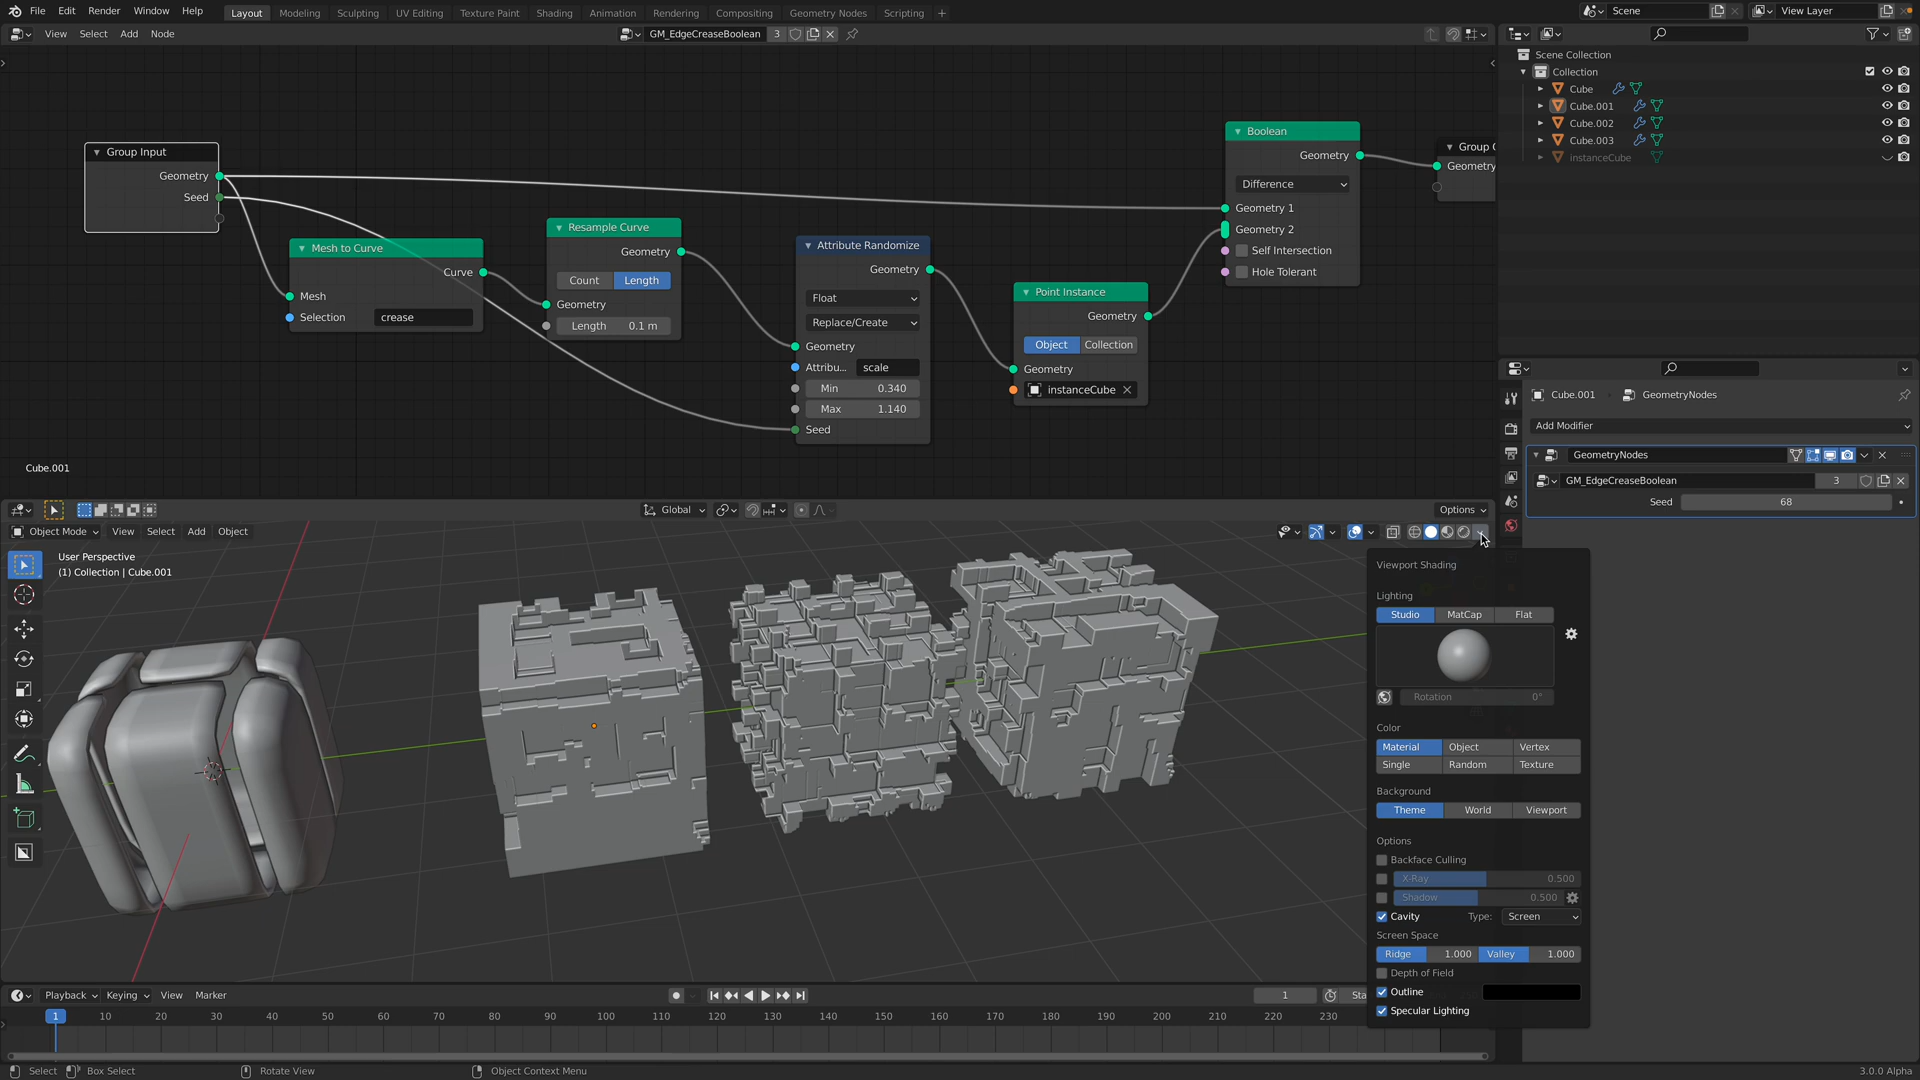 File Edit Render Window Help Layout Modeling Sculpting UV Editing Texture Paint Shading Animation Rendering Compositing Geometry Nodes Scripting + Scene View Layer
View Select Add Node GM_EdgeCreaseBoolean 3
Group Input
Geometry
Seed
Mesh to Curve
Curve
Mesh
Selection crease
Resample Curve
Geometry
Count Length
Geometry
Length 0.1 m
Attribute Randomize
Geometry
Float
Replace/Create
Geometry
Attribu... scale
Min 0.340
Max 1.140
Seed
Point Instance
Geometry
Object Collection
Geometry
instanceCube
Boolean
Geometry
Difference
Geometry 1
Geometry 2
Self Intersection
Hole Tolerant
Group
Geometry
Cube.001
Scene Collection
Collection
Cube
Cube.001
Cube.002
Cube.003
instanceCube
Cube.001 GeometryNodes
Add Modifier
GeometryNodes
GM_EdgeCreaseBoolean 3
Seed 68
Global Options
Object Mode View Select Add Object
User Perspective
(1) Collection | Cube.001
Viewport Shading
Lighting
Studio MatCap Flat
Rotation 0°
Color
Material Object Vertex
Single Random Texture
Background
Theme World Viewport
Options
Backface Culling
X-Ray 0.500
Shadow 0.500
Cavity Type: Screen
Screen Space
Ridge 1.000 Valley 1.000
Depth of Field
Outline
Specular Lighting
Playback Keying View Marker 1 Sta
1 10 20 30 40 50 60 70 80 90 100 110 120 130 140 150 160 170 180 190 200 210 220 230
Select Box Select Rotate View Object Context Menu 3.0.0 Alpha